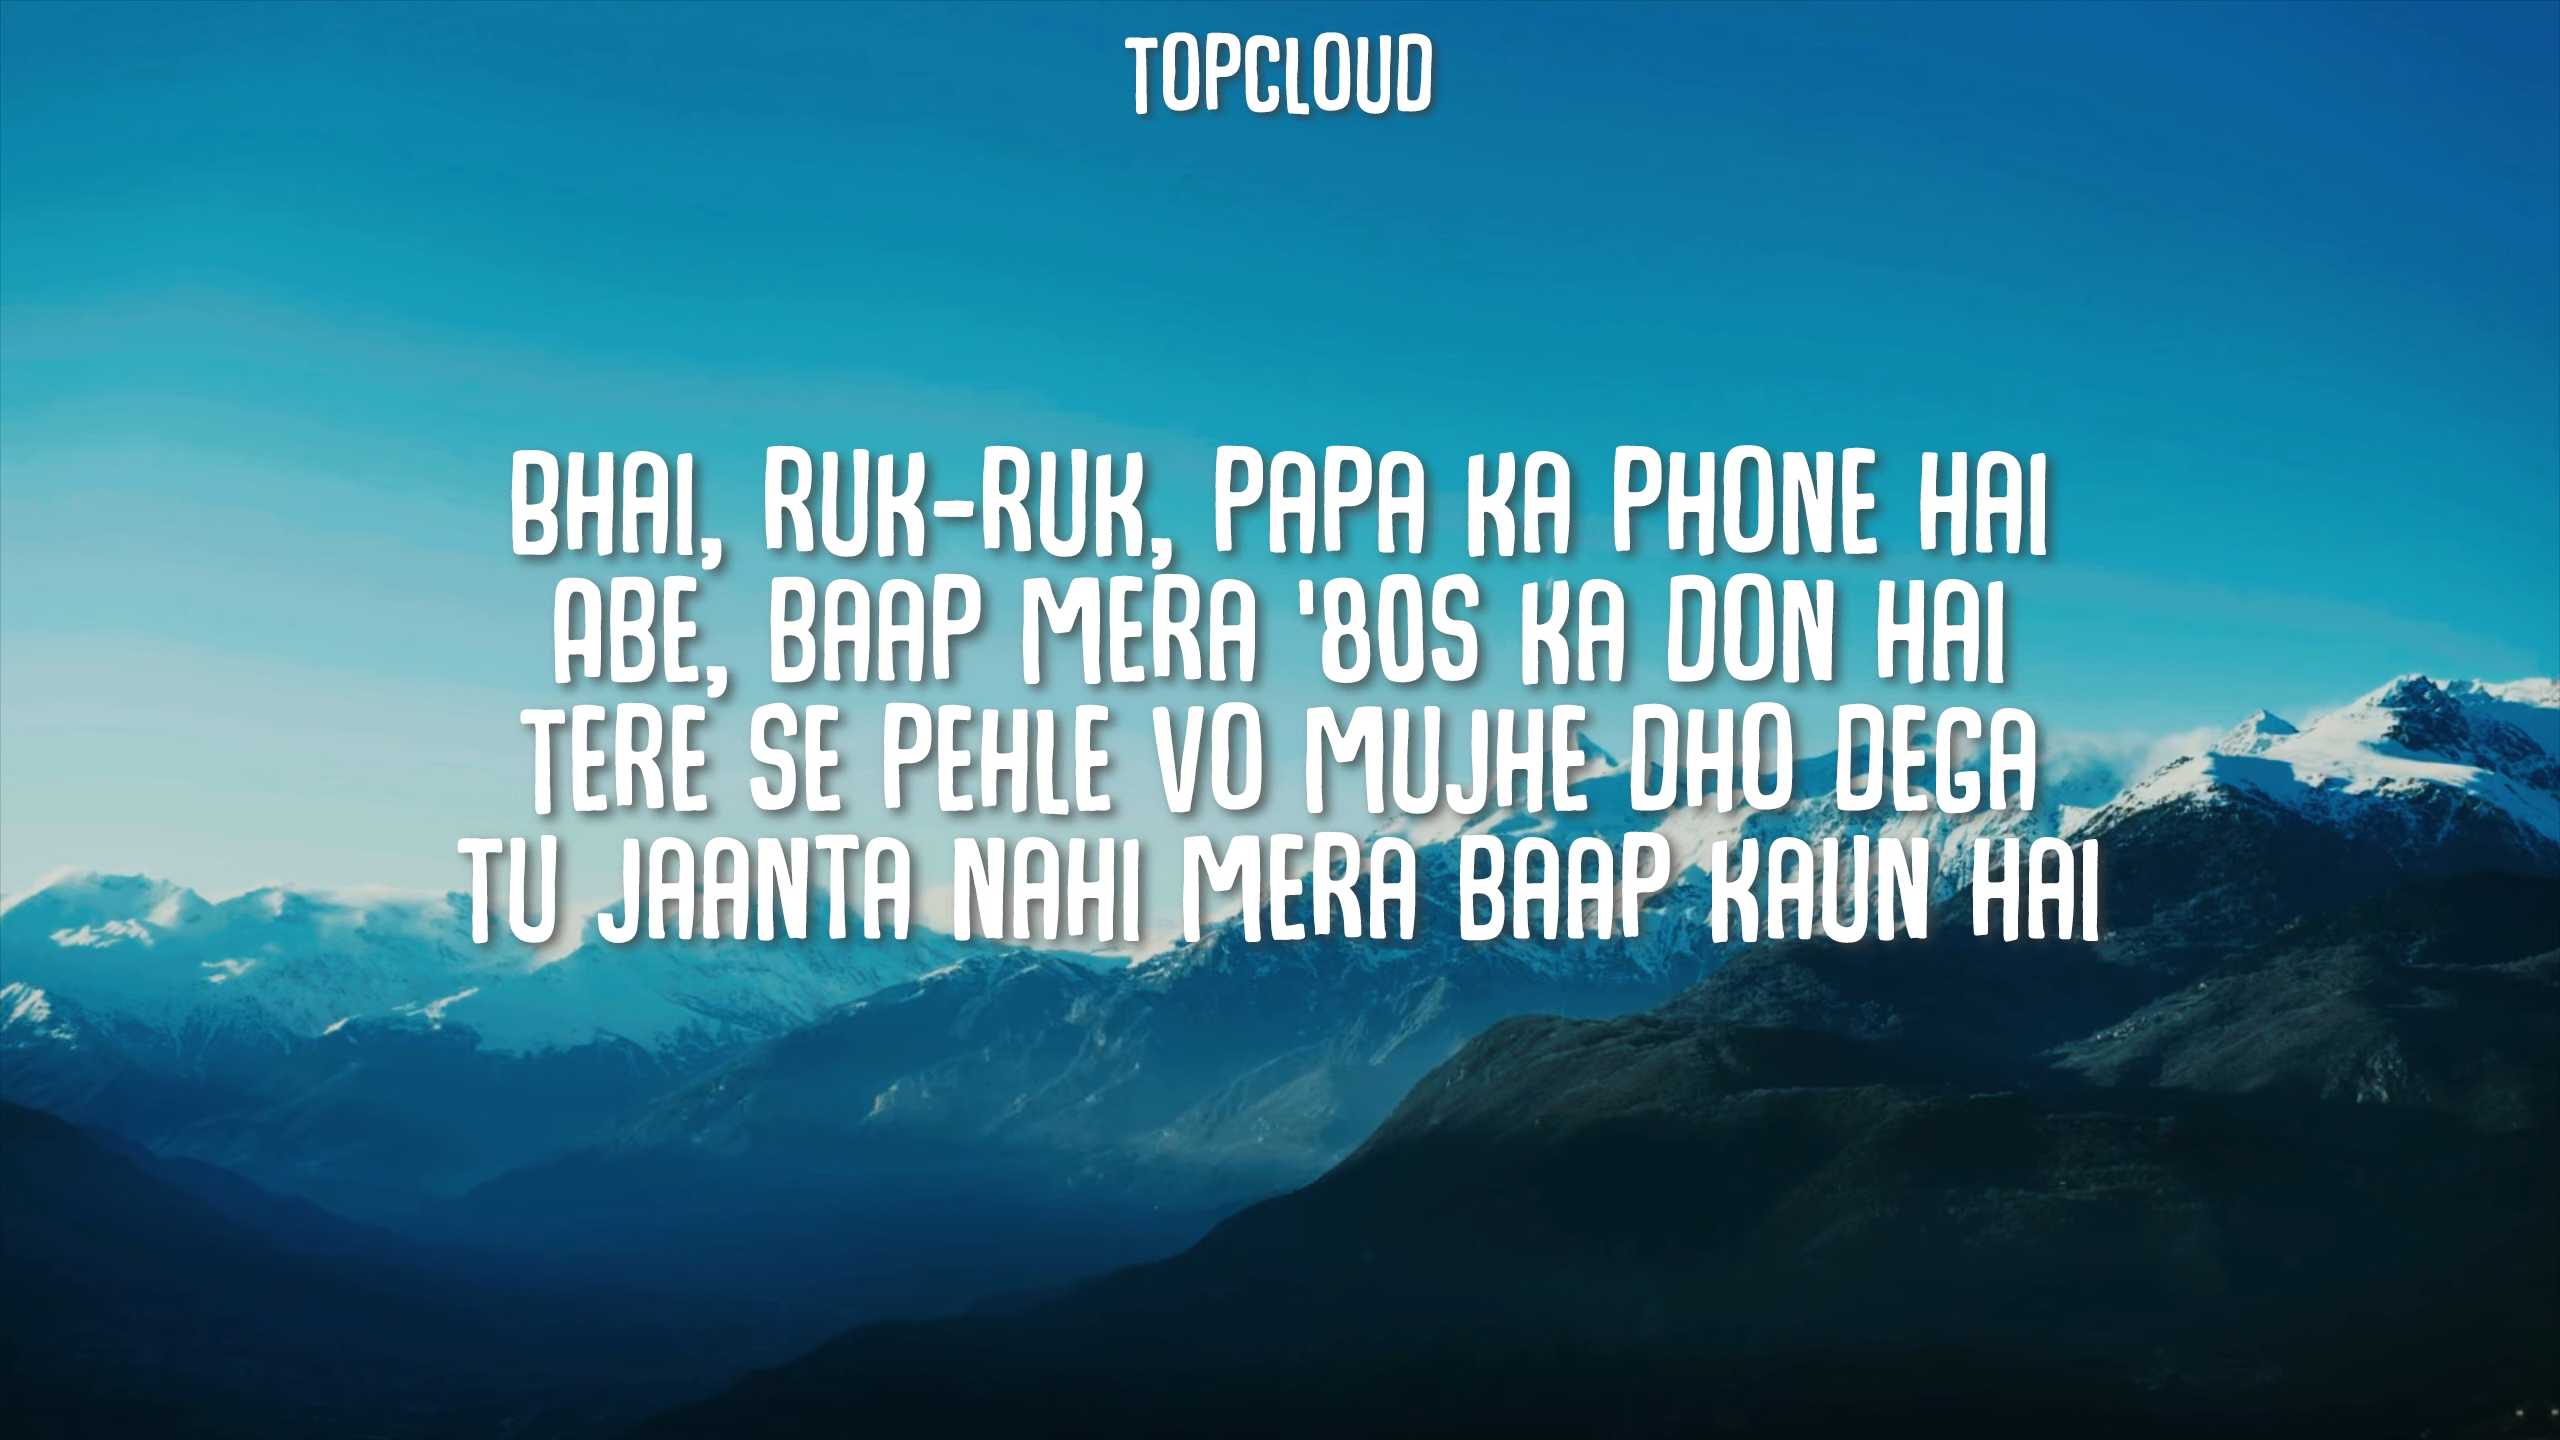 TOPCLOUD
BHAI, RUK-RUK, PAPA KA PHONE HAI
ABE, BAAP MERA '80S KA DON HAI
TERE SE PEHLE VO MUJHE DHO DEGA
TU JAANTA NAHI MERA BAAP KAUN HAI